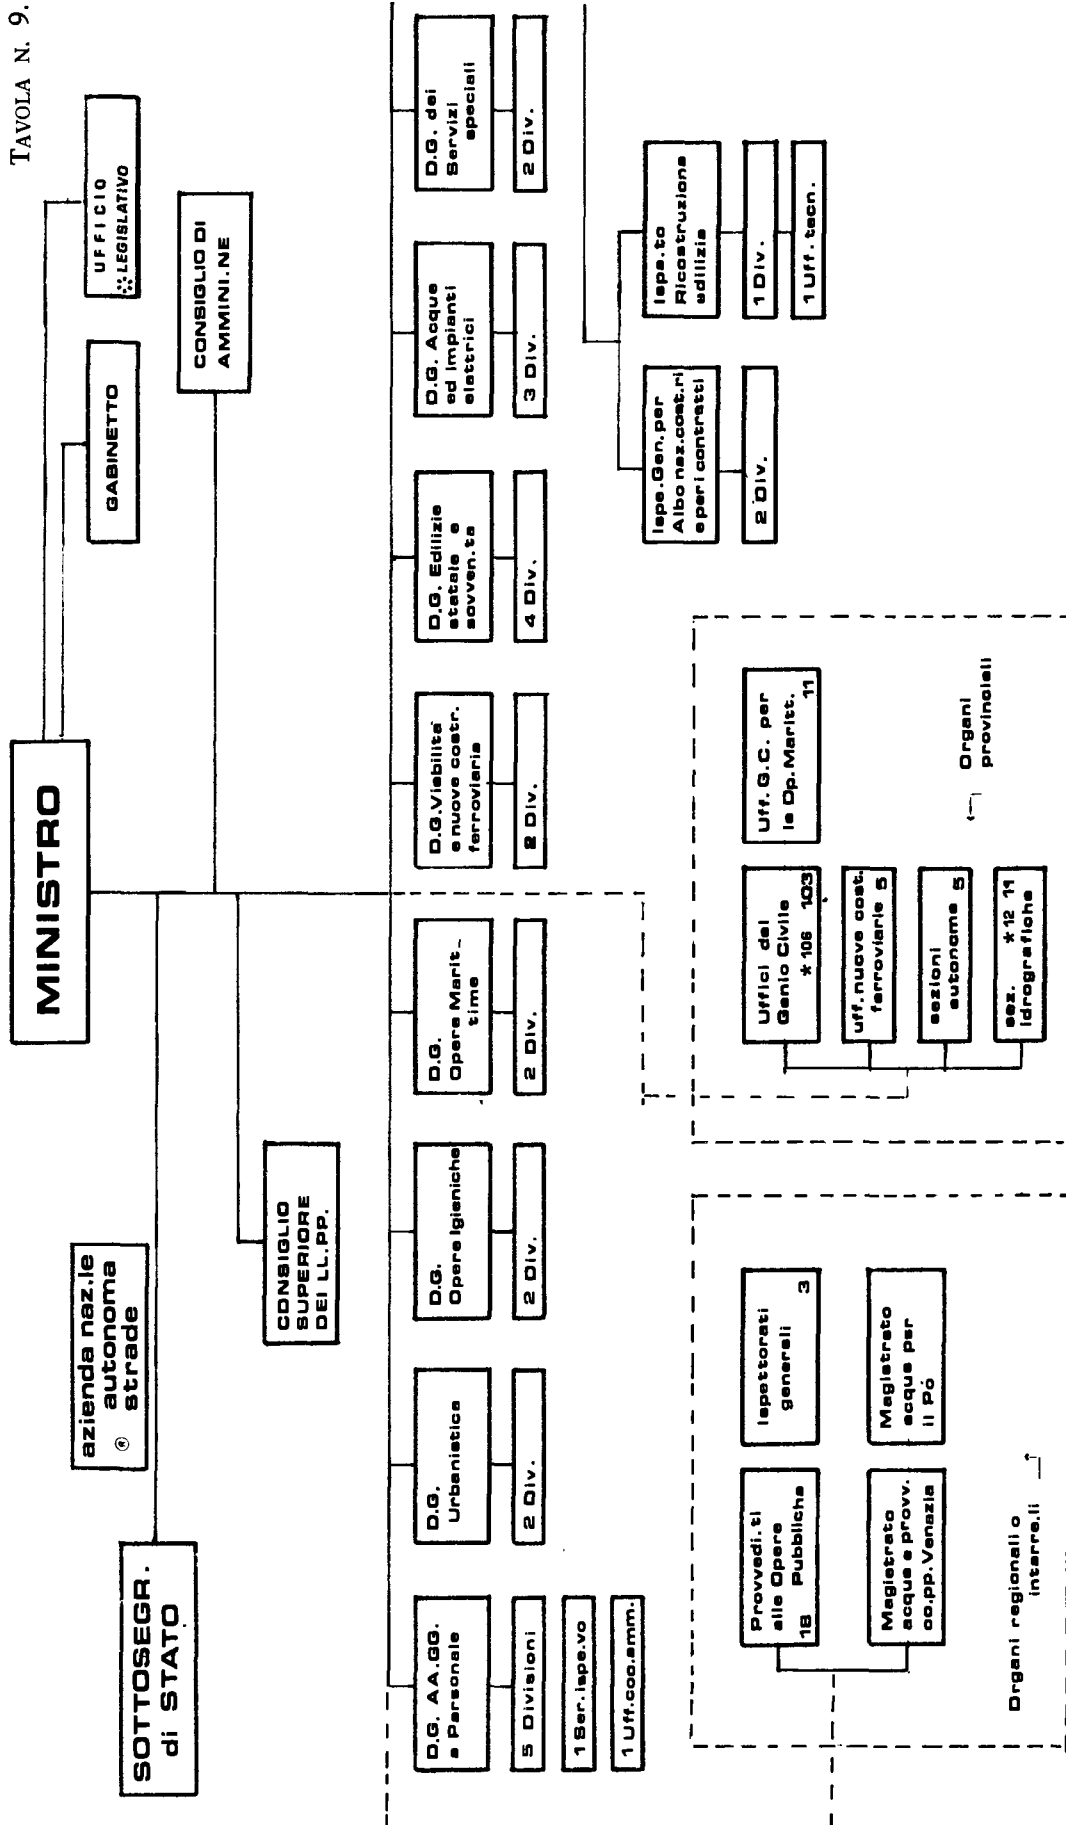 TAVOLA N. 9.
MINISTRO
UFFICIO
LEGISLATIVO
GABINETTO
CONSIGLIO DI
AMMINI.NE
azienda naz.le
autonoma
® strade
SOTTOSEGR.
di STATO
CONSIGLIO
SUPERIORE
DEI LL.PP.
D.G. AA.GG.
e Personale
5 Divisioni
1 Ser.ispe.vo
1 Uff.coo.amm.
D.G.
Urbanistica
2 Div.
D.G.
Opere Igieniche
2 Div.
D.G.
Opere Marit_
time
2 Div.
D.G. Viabilità
e nuove costr.
ferroviarie
2 Div.
D.G. Edilizia
statale e
sovven.ta
4 Div.
D.G. Acque
ed impianti
elettrici
3 Div.
D.G. dei
Servizi
speciali
2 Div.
Ispe.Gen.per
Albo naz.cost.ri
e peri contratti
2 Div.
Ispe.to
Ricostruzione
edilizia
1 Div.
1 Uff. tecn.
Provvedi.ti
alle Opere
18 Pubbliche
Ispettorati
generali
3
Magistrato
acque e provv.
oo.pp. Venezia
Magistrato
acque per
il Pò
Organi regionali o
interre.li
Uffici del
Genio Civile
* 106 103
Uff. G.C. per
le Op. Maritt.
11
uff. nuove cost.
ferroviarie 5
sezioni
autonome 5
sez. * 12 11
idrografiche
Organi
provinciali